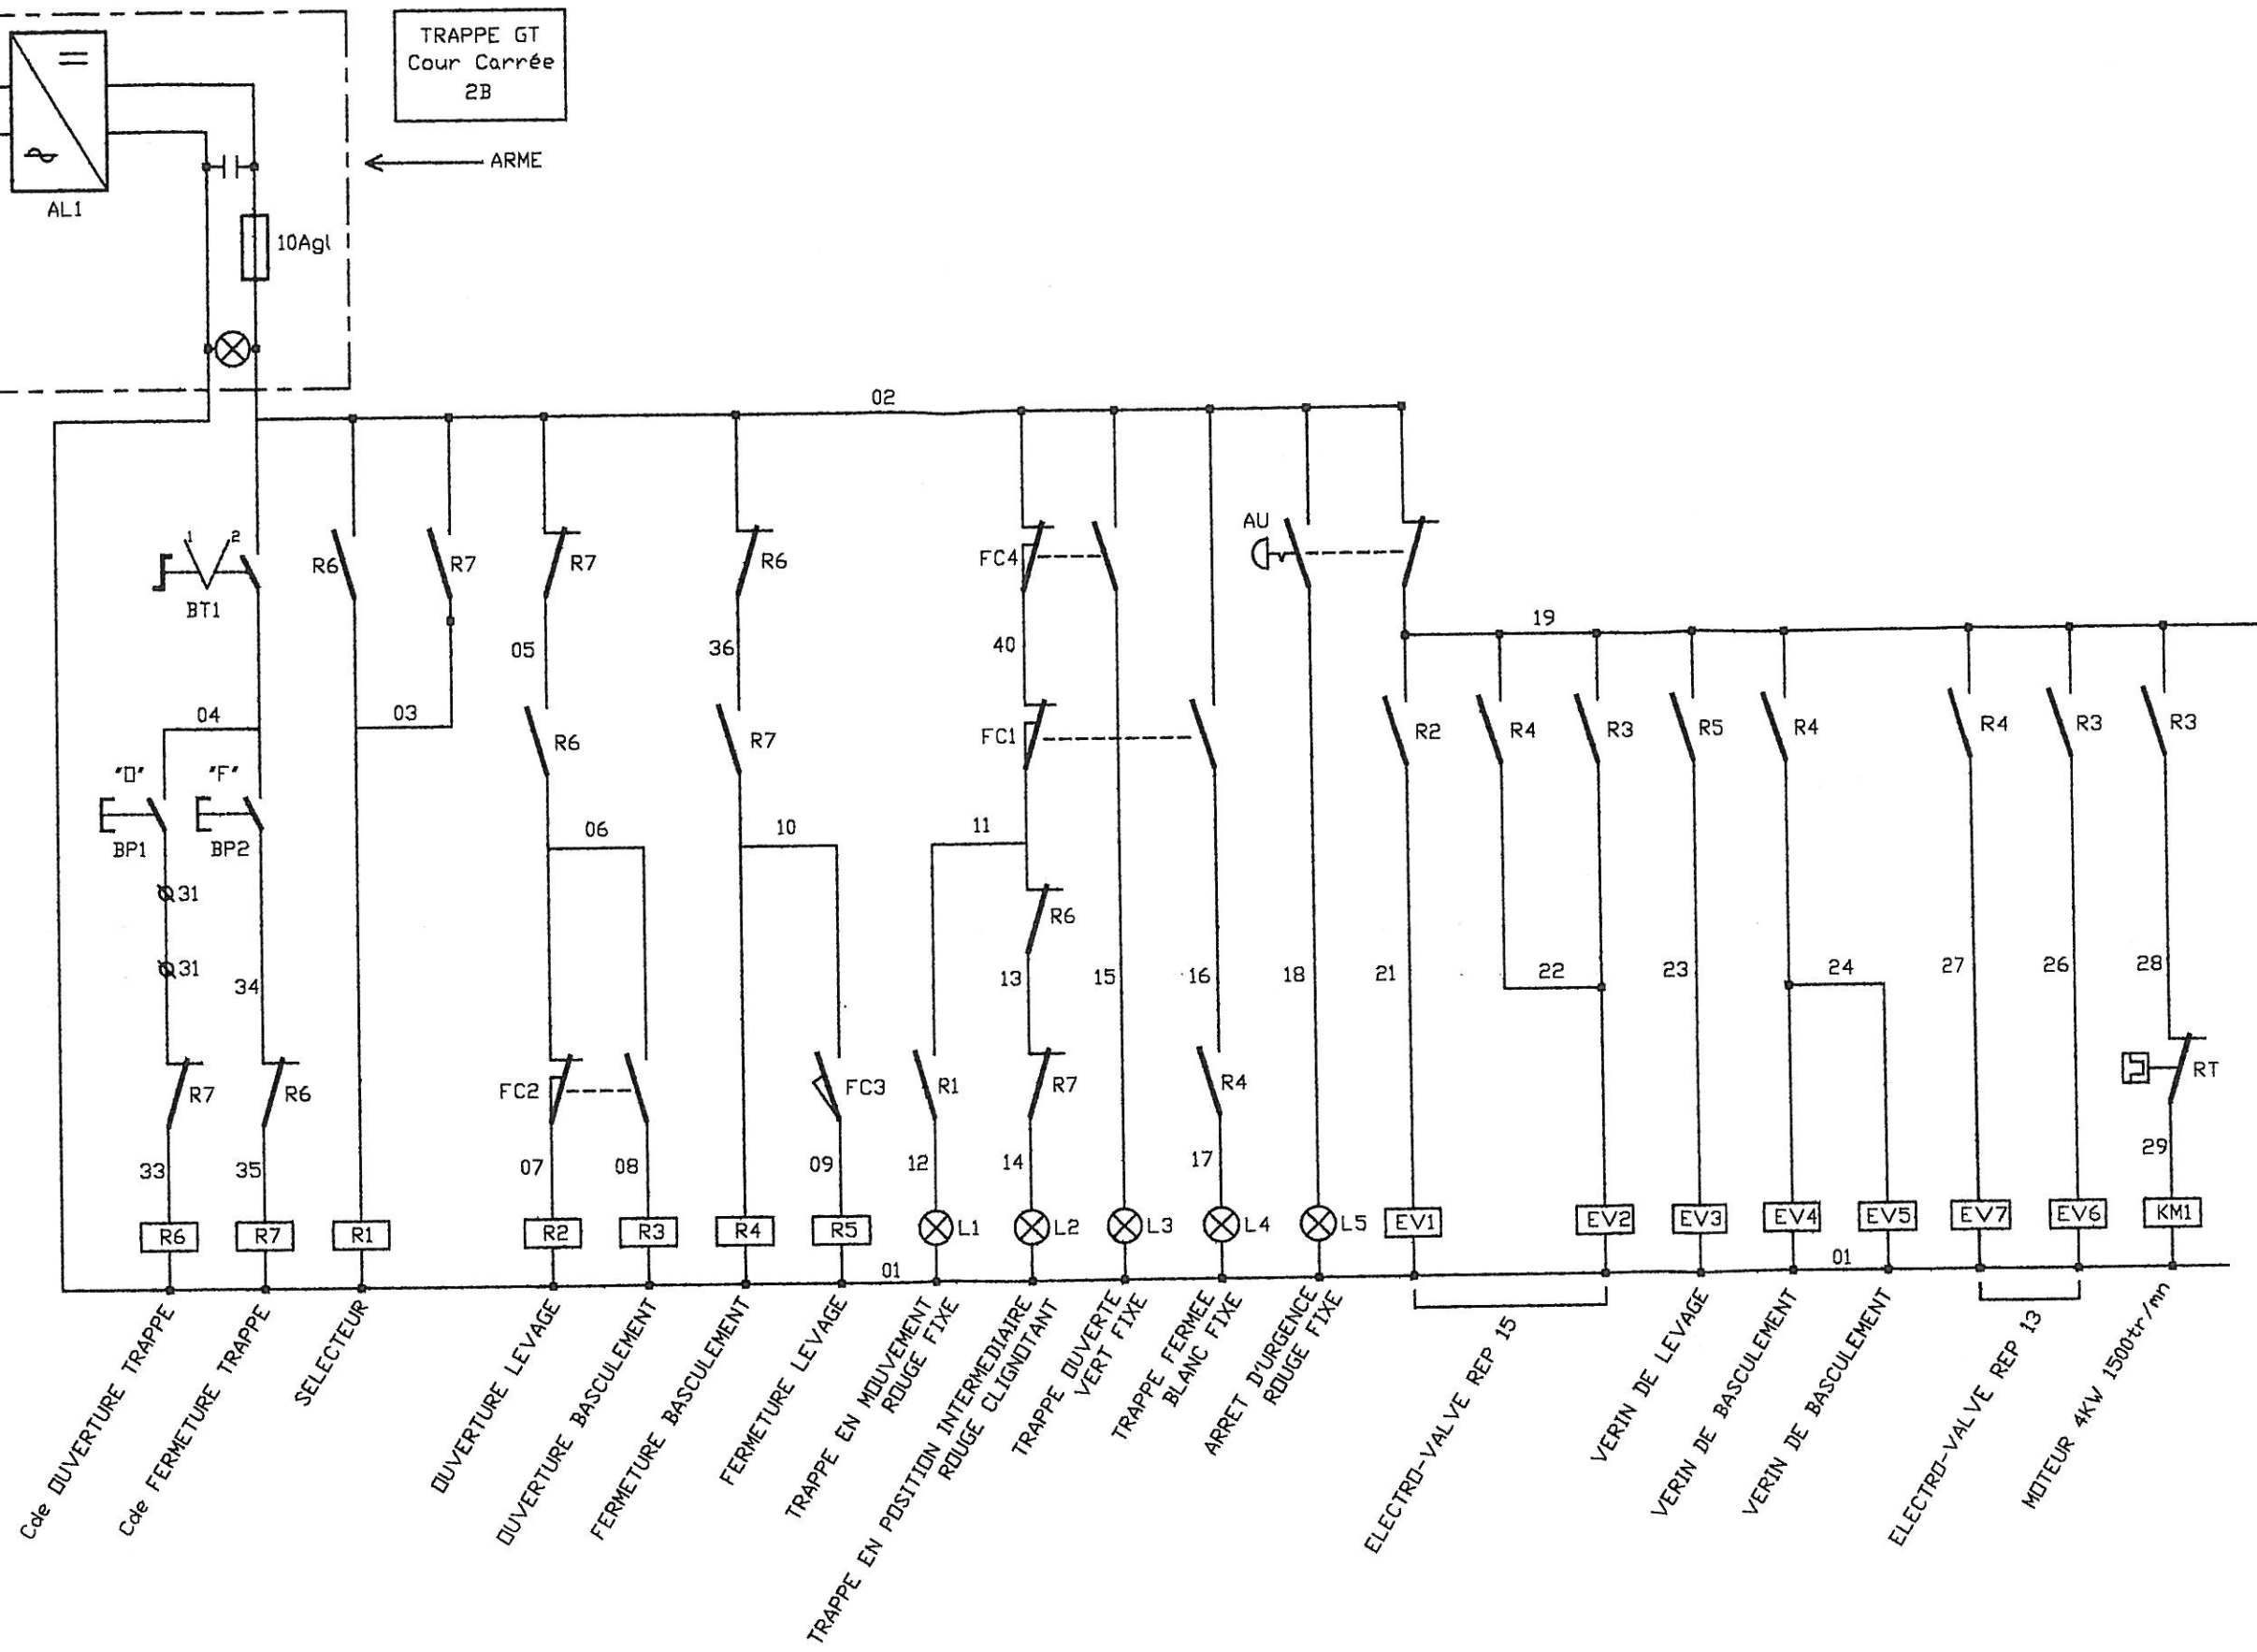 TRAPPE GT
Cour Carrée
2B
ARME
AL1
10Agl
02
1 2
BT1
R6
R7
R7
R6
FC4
AU
04
03
05
36
40
19
R6
R7
FC1
R2
R4
R3
R5
R4
R4
R3
R3
"O"
"F"
BP1
BP2
06
10
11
31
31
34
R6
13
15
16
18
21
22
23
24
27
26
28
R7
R6
FC2
FC3
R1
R7
R4
RT
33
35
07
08
09
12
14
17
29
R6
R7
R1
R2
R3
R4
R5
L1
L2
L3
L4
L5
EV1
EV2
EV3
EV4
EV5
EV7
EV6
KM1
01
01
Cde OUVERTURE TRAPPE
Cde FERMETURE TRAPPE
SELECTEUR
OUVERTURE LEVAGE
OUVERTURE BASCULEMENT
FERMETURE BASCULEMENT
FERMETURE LEVAGE
TRAPPE EN MOUVEMENT
ROUGE FIXE
TRAPPE EN POSITION INTERMEDIAIRE
ROUGE CLIGNOTANT
TRAPPE OUVERTE
VERT FIXE
TRAPPE FERMEE
BLANC FIXE
ARRET D'URGENCE
ROUGE FIXE
ELECTRO-VALVE REP 15
VERIN DE LEVAGE
VERIN DE BASCULEMENT
VERIN DE BASCULEMENT
ELECTRO-VALVE REP 13
MOTEUR 4KW 1500tr/mn